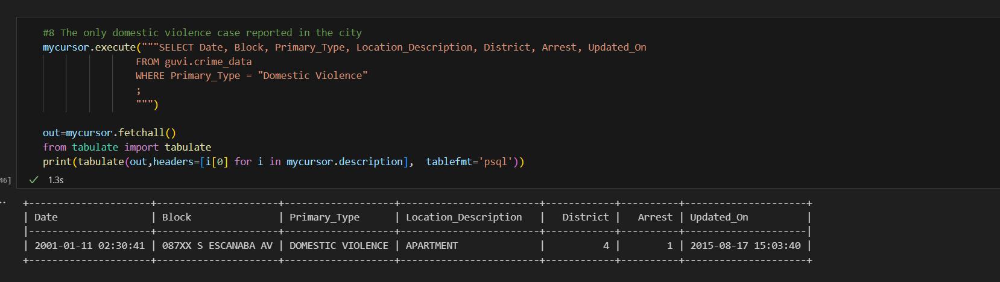 #8 The only domestic violence case reported in the city
mycursor.execute("""SELECT Date, Block, Primary_Type, Location_Description, District, Arrest, Updated_On
FROM guvi.crime_data
WHERE Primary_Type = "Domestic Violence"
;
""")
out=mycursor.fetchall()
from tabulate import tabulate
print(tabulate(out,headers=[i[0] for i in mycursor.description],  tablefmt='psql'))
46] ✓ 1.3s
+---------------------+---------------------+-------------------+------------------------+------------+----------+---------------------+
| Date                | Block               | Primary_Type      | Location_Description   |   District |   Arrest | Updated_On          |
|---------------------+---------------------+-------------------+------------------------+------------+----------+---------------------|
| 2001-01-11 02:30:41 | 087XX S ESCANABA AV | DOMESTIC VIOLENCE | APARTMENT              |          4 |        1 | 2015-08-17 15:03:40 |
+---------------------+---------------------+-------------------+------------------------+------------+----------+---------------------+